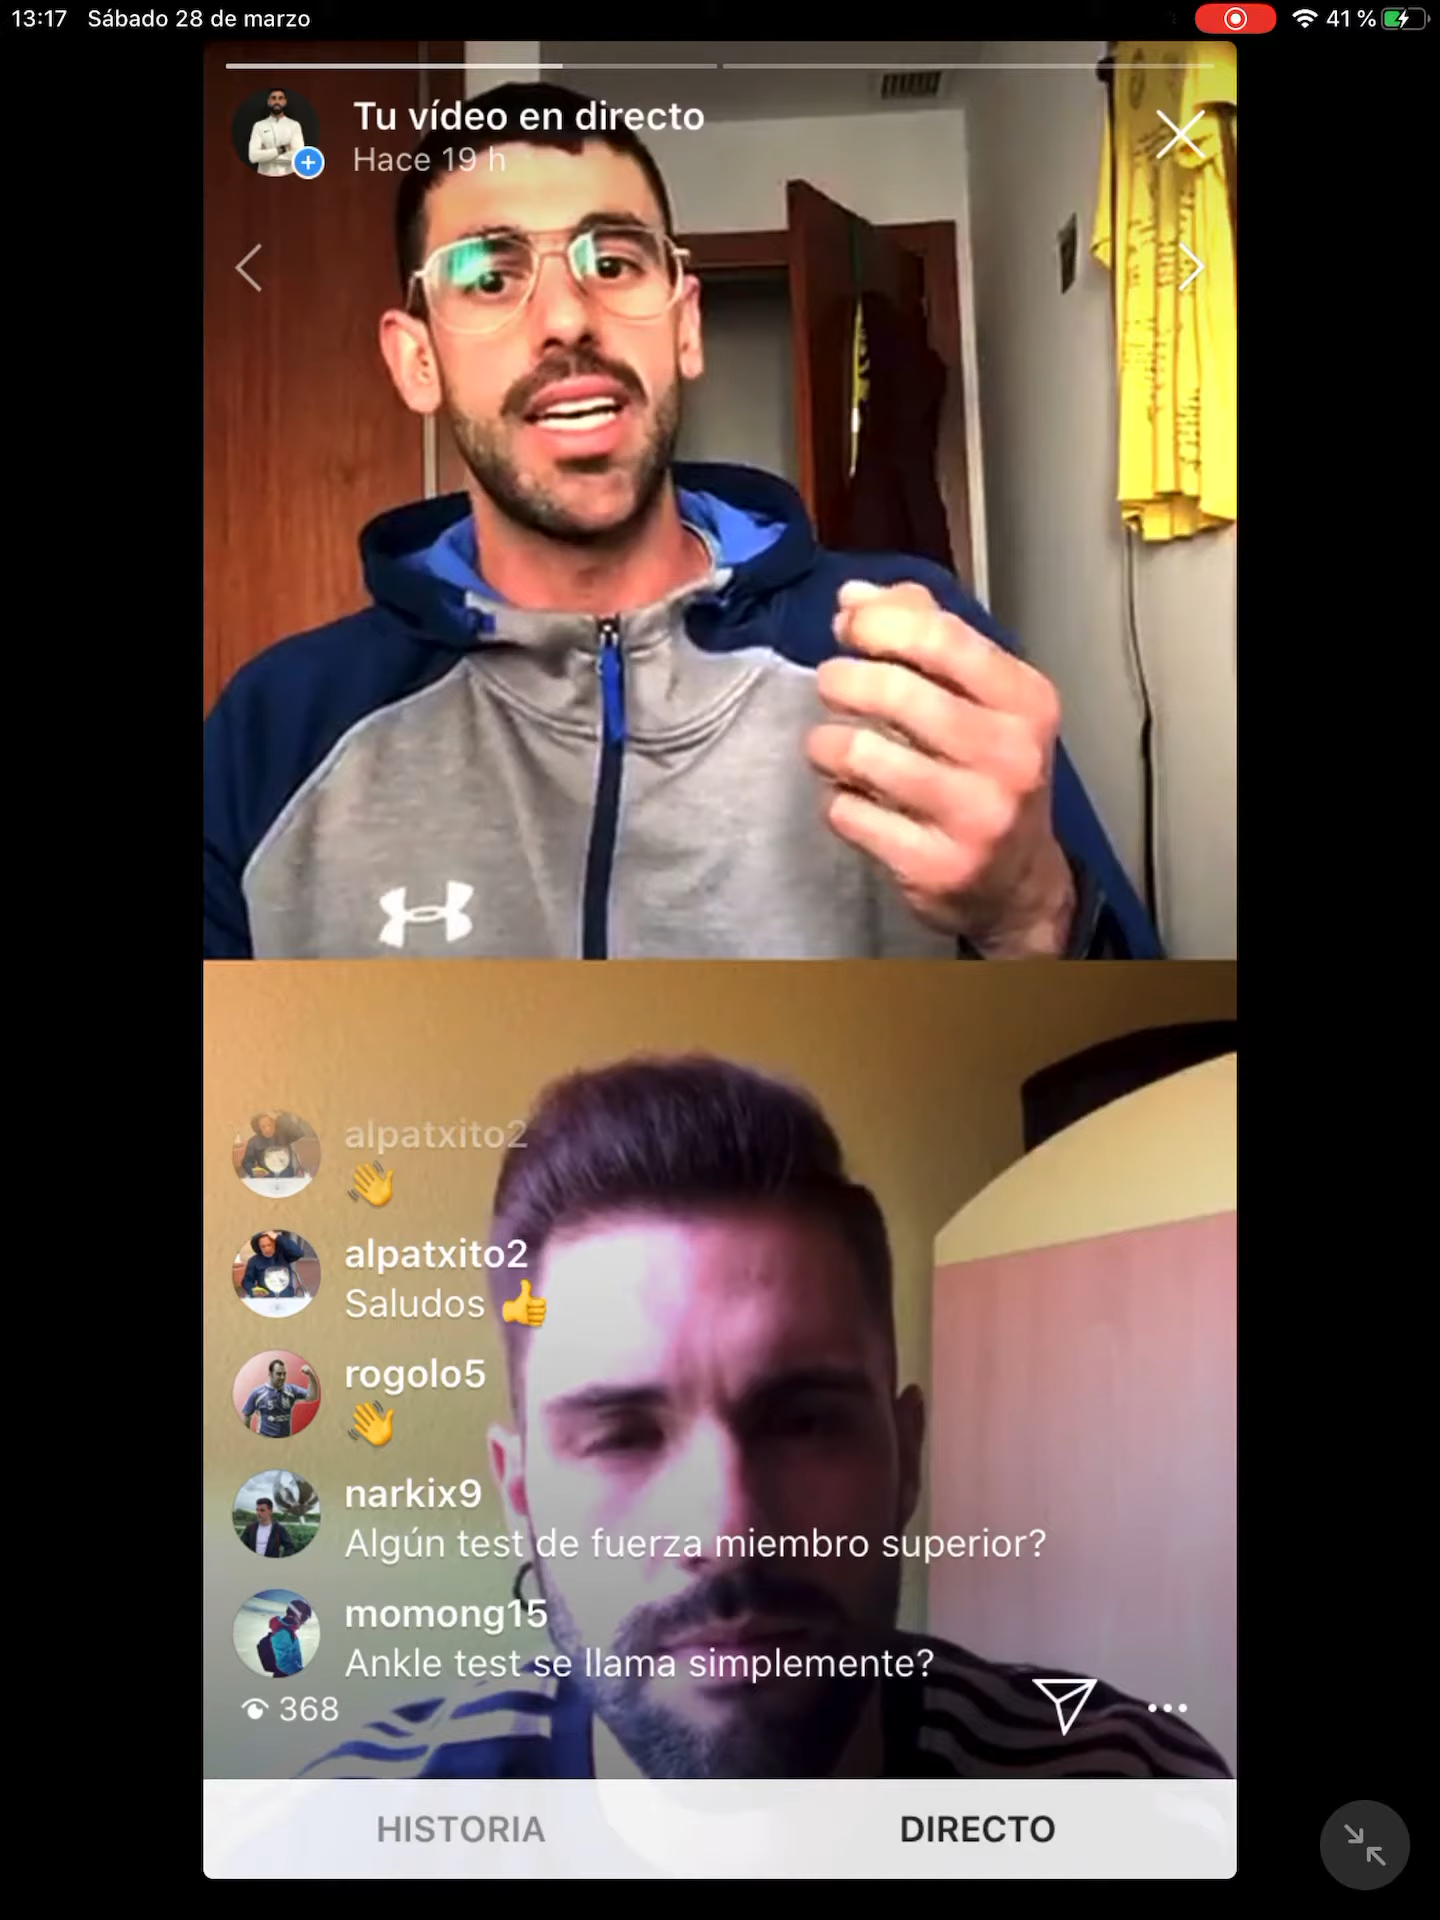 13:17 Sábado 28 de marzo
41 %
Tu vídeo en directo
Hace 19 h
alpatxito2
👋
alpatxito2
Saludos 👍
rogolo5
👋
narkix9
Algún test de fuerza miembro superior?
momong15
Ankle test se llama simplemente?
368
HISTORIA
DIRECTO